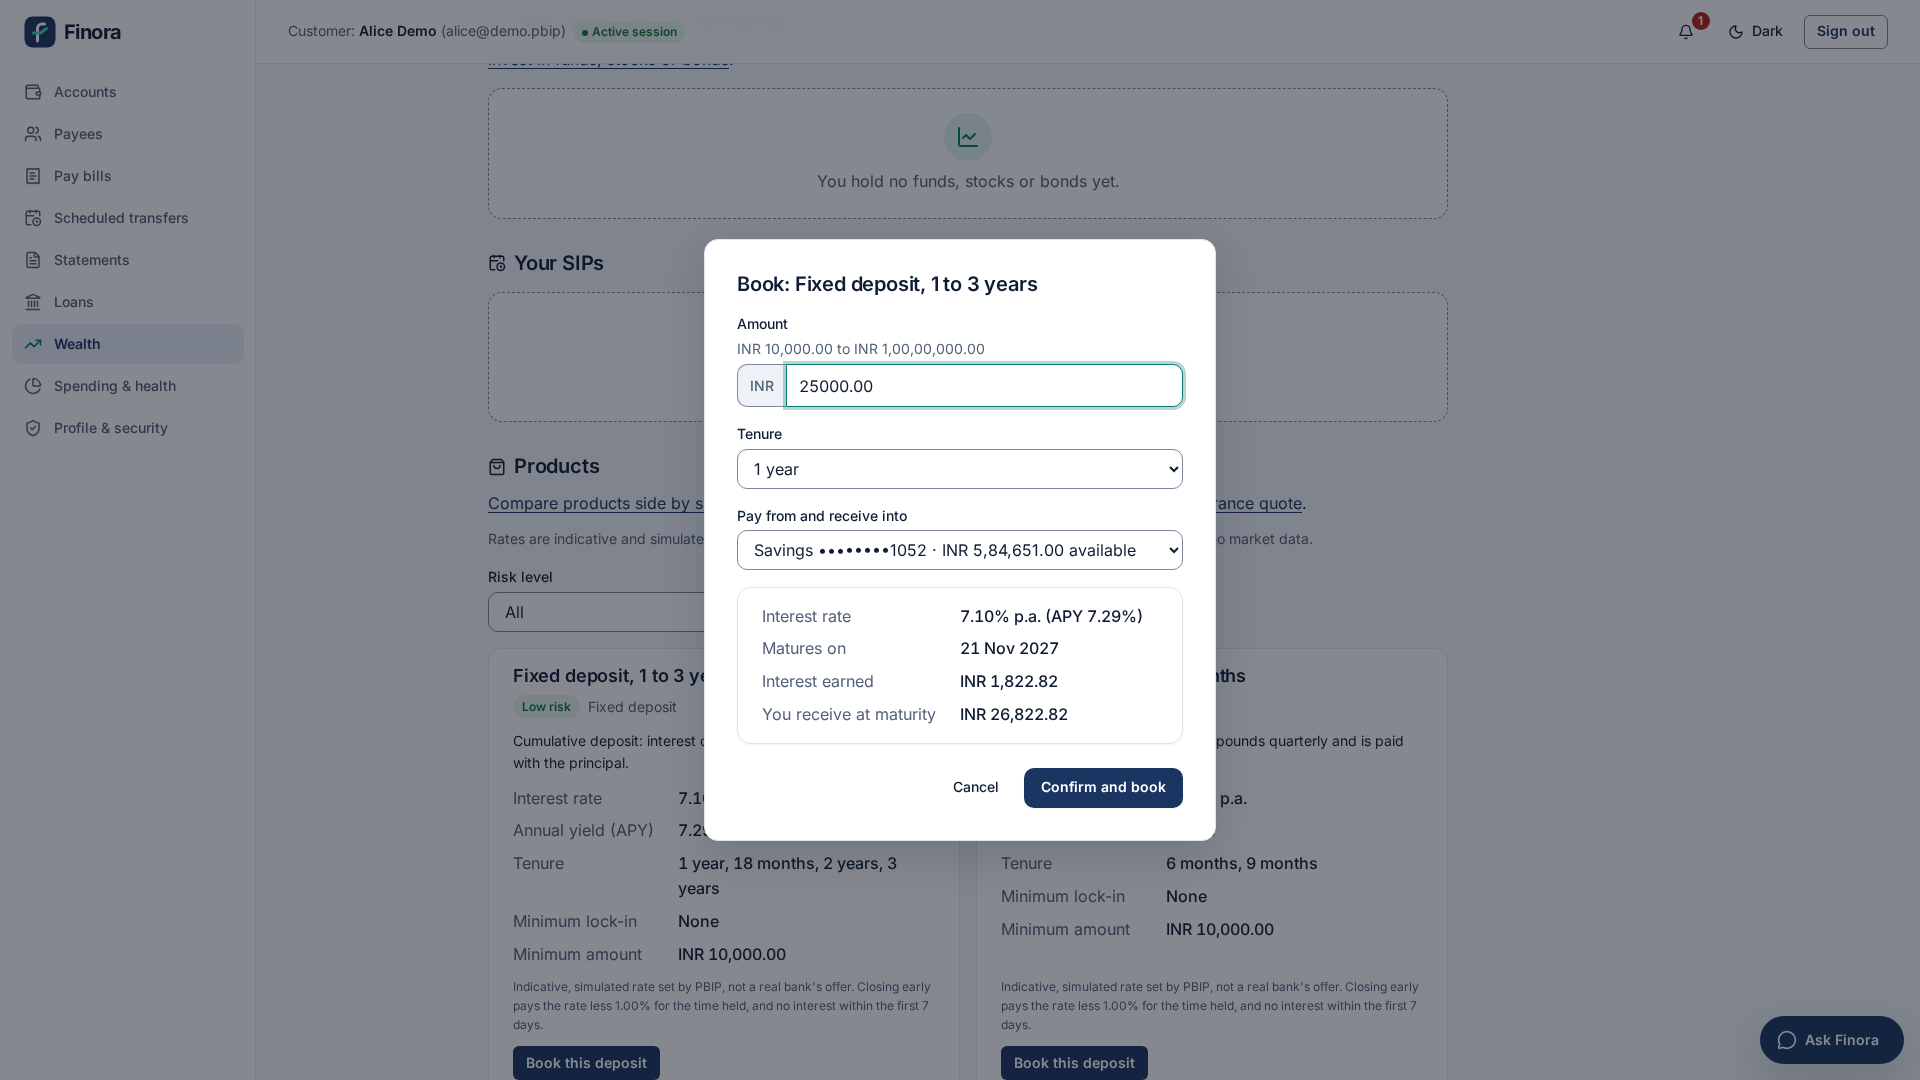 Finora
Customer: Alice Demo (alice@demo.pbip)
Active session
1
Dark
Sign out
Accounts
Payees
Pay bills
Scheduled transfers
Statements
Loans
Wealth
Spending & health
Profile & security
You hold no funds, stocks or bonds yet.
Your SIPs
Products
Compare products side by s
rance quote.
Rates are indicative and simulate
o market data.
Risk level
All
Book: Fixed deposit, 1 to 3 years
Amount
INR 10,000.00 to INR 1,00,00,000.00
INR 25000.00
Tenure
1 year
Pay from and receive into
Savings ••••••••1052 · INR 5,84,651.00 available
Interest rate 7.10% p.a. (APY 7.29%)
Matures on 21 Nov 2027
Interest earned INR 1,822.82
You receive at maturity INR 26,822.82
Cancel
Confirm and book
Fixed deposit, 1 to 3 ye
Low risk Fixed deposit
Cumulative deposit: interest c
with the principal.
Interest rate 7.1
Annual yield (APY) 7.29
Tenure 1 year, 18 months, 2 years, 3
years
Minimum lock-in None
Minimum amount INR 10,000.00
Indicative, simulated rate set by PBIP, not a real bank's offer. Closing early
pays the rate less 1.00% for the time held, and no interest within the first 7
days.
Book this deposit
nths
pounds quarterly and is paid
p.a.
Tenure 6 months, 9 months
Minimum lock-in None
Minimum amount INR 10,000.00
Indicative, simulated rate set by PBIP, not a real bank's offer. Closing early
pays the rate less 1.00% for the time held, and no interest within the first 7
days.
Book this deposit
Ask Finora